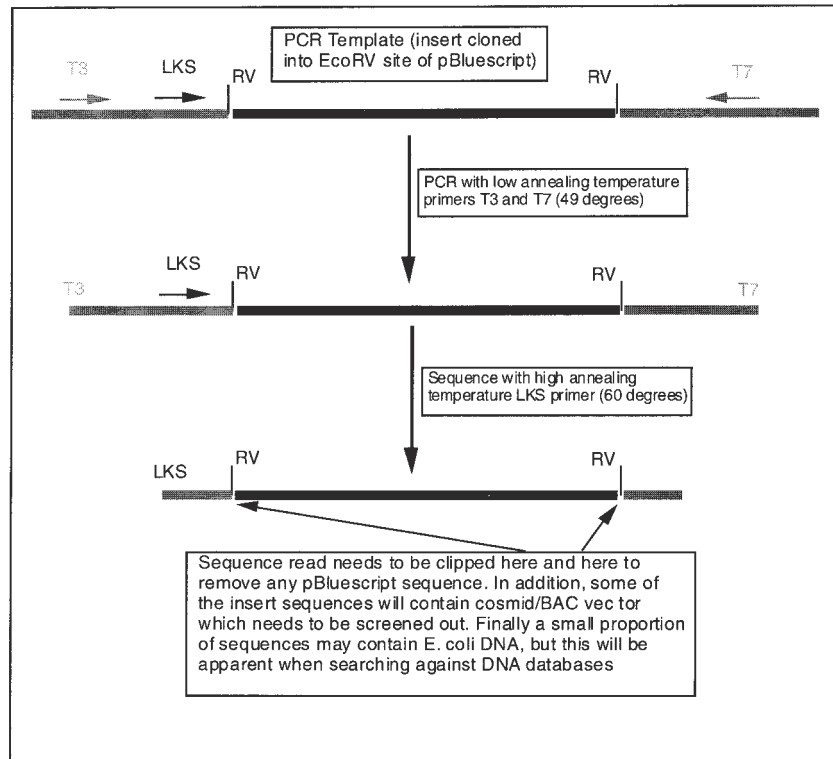 PCR Template (insert cloned
into EcoRV site of pBluescript)
T3
LKS
RV
RV
T7
PCR with low annealing temperature
primers T3 and T7 (49 degrees)
LKS
RV
RV
T3
T7
Sequence with high annealing
temperature LKS primer (60 degrees)
LKS
RV
RV
Sequence read needs to be clipped here and here to
remove any pBluescript sequence. In addition, some of
the insert sequences will contain cosmid/BAC vec tor
which needs to be screened out. Finally a small proportion
of sequences may contain E. coli DNA, but this will be
apparent when searching against DNA databases